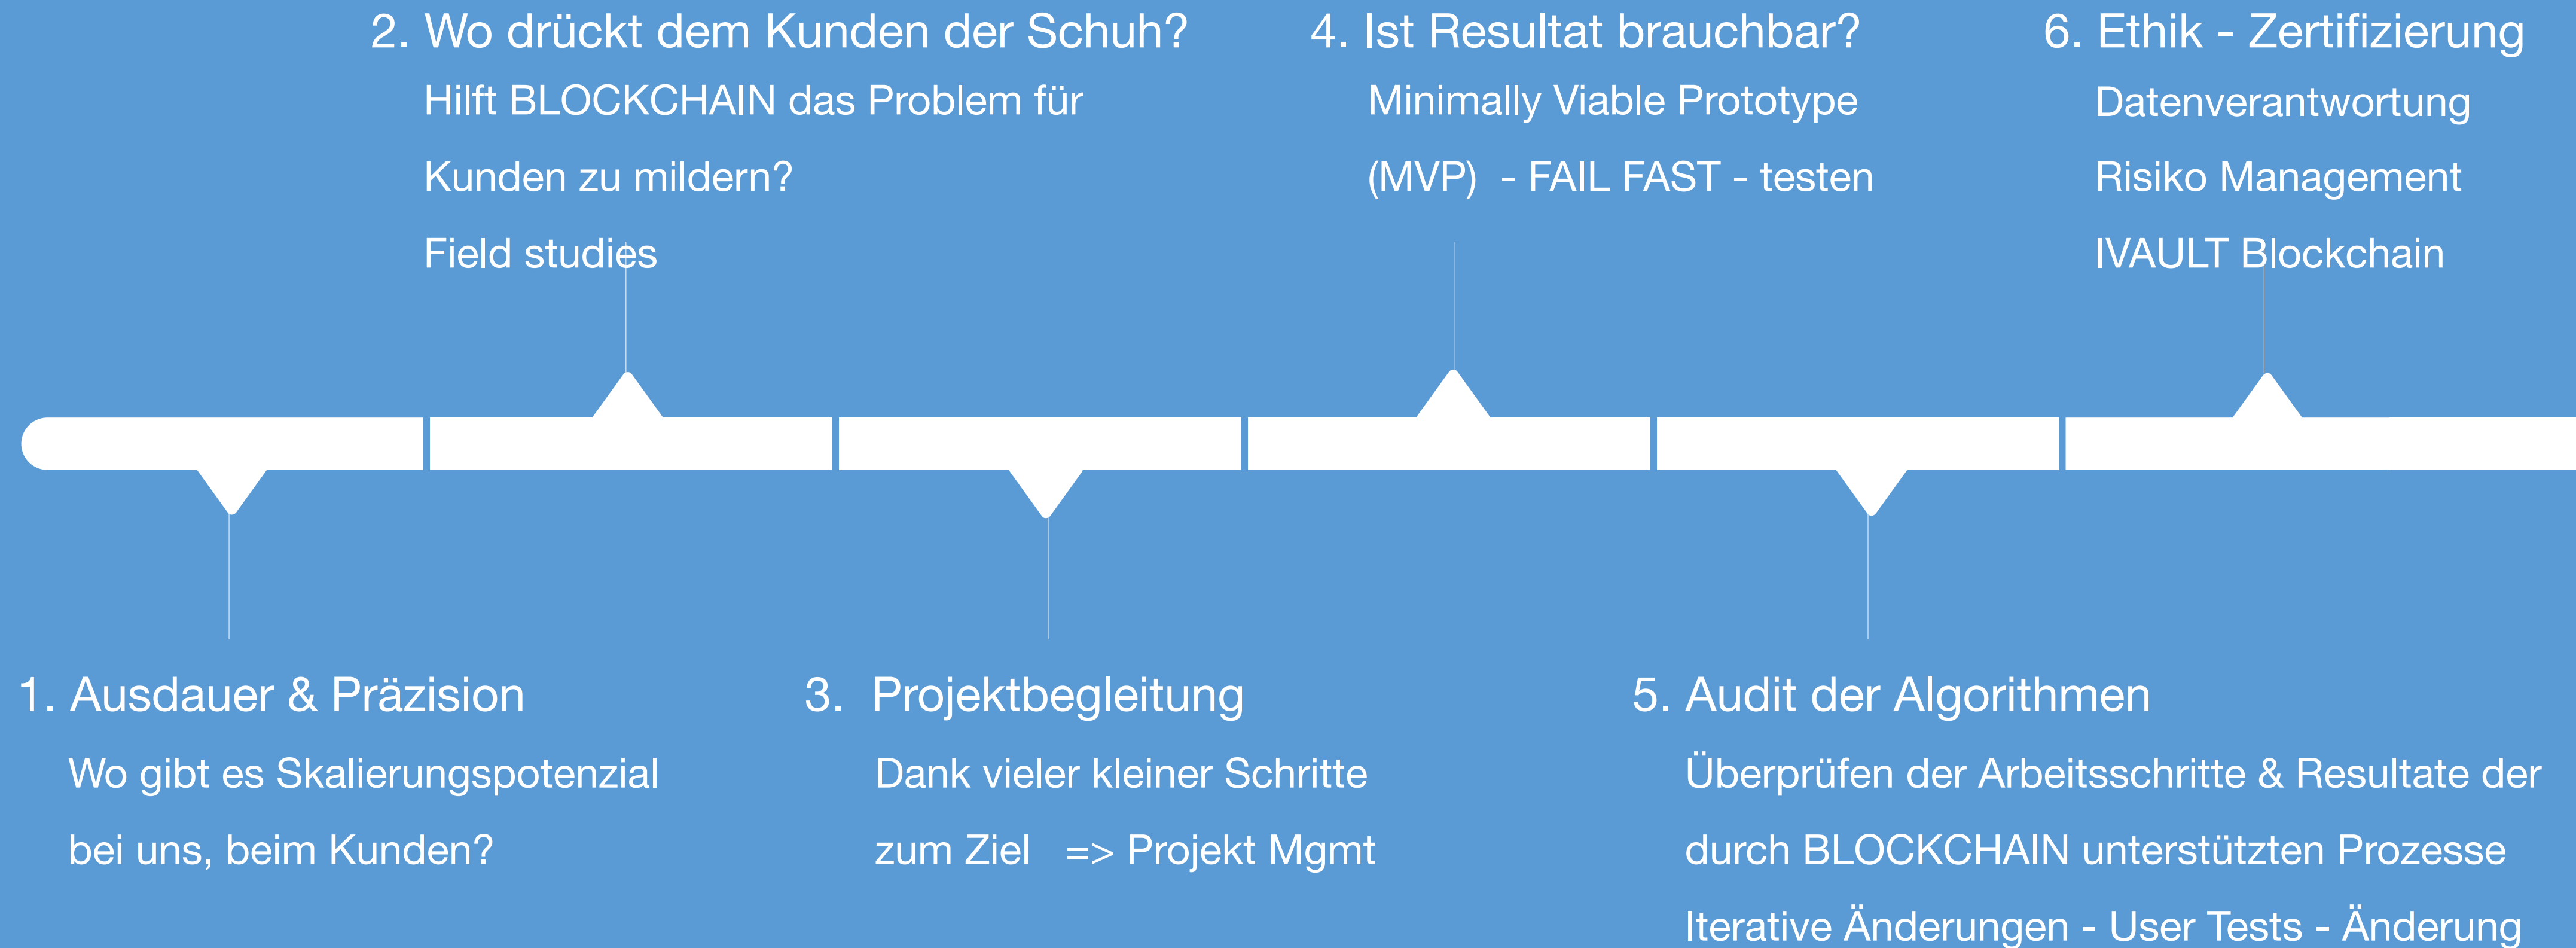 2. Wo drückt dem Kunden der Schuh?
Hilft BLOCKCHAIN das Problem für
Kunden zu mildern?
Field studies
4. Ist Resultat brauchbar?
Minimally Viable Prototype
(MVP) - FAIL FAST - testen
6. Ethik - Zertifizierung
Datenverantwortung
Risiko Management
IVAULT Blockchain
1. Ausdauer & Präzision
Wo gibt es Skalierungspotenzial
bei uns, beim Kunden?
3. Projektbegleitung
Dank vieler kleiner Schritte
zum Ziel => Projekt Mgmt
5. Audit der Algorithmen
Überprüfen der Arbeitsschritte & Resultate der
durch BLOCKCHAIN unterstützten Prozesse
Iterative Änderungen - User Tests - Änderung